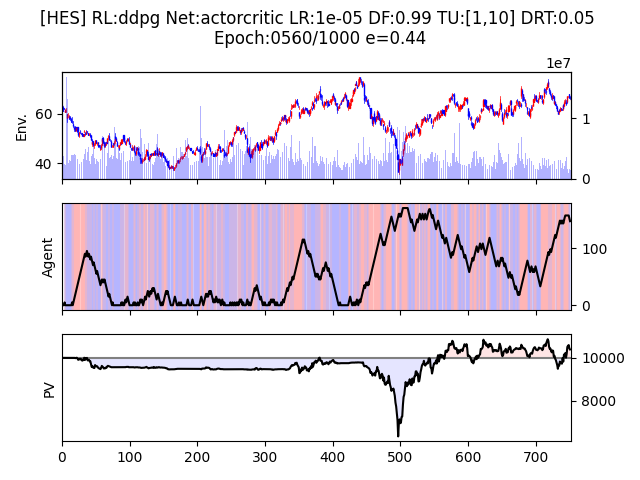 [HES] RL:ddpg Net:actorcritic LR:1e-05 DF:0.99 TU:[1,10] DRT:0.05
Epoch:0560/1000 e=0.44
1e7
Env.
60
40
1
0
Agent
100
0
PV
10000
8000
0 100 200 300 400 500 600 700